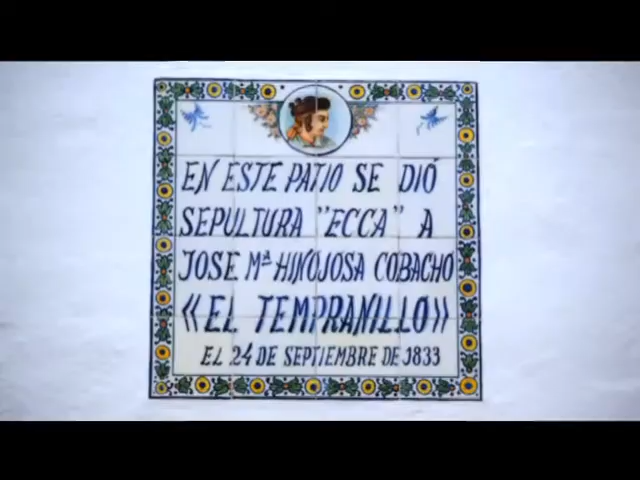 EN ESTE PATIO SE DIÓ
SEPULTURA "ECCA" A
JOSE Mª HINOJOSA COBACHO
«EL TEMPRANILLO»
EL 24 DE SEPTIEMBRE DE 1833